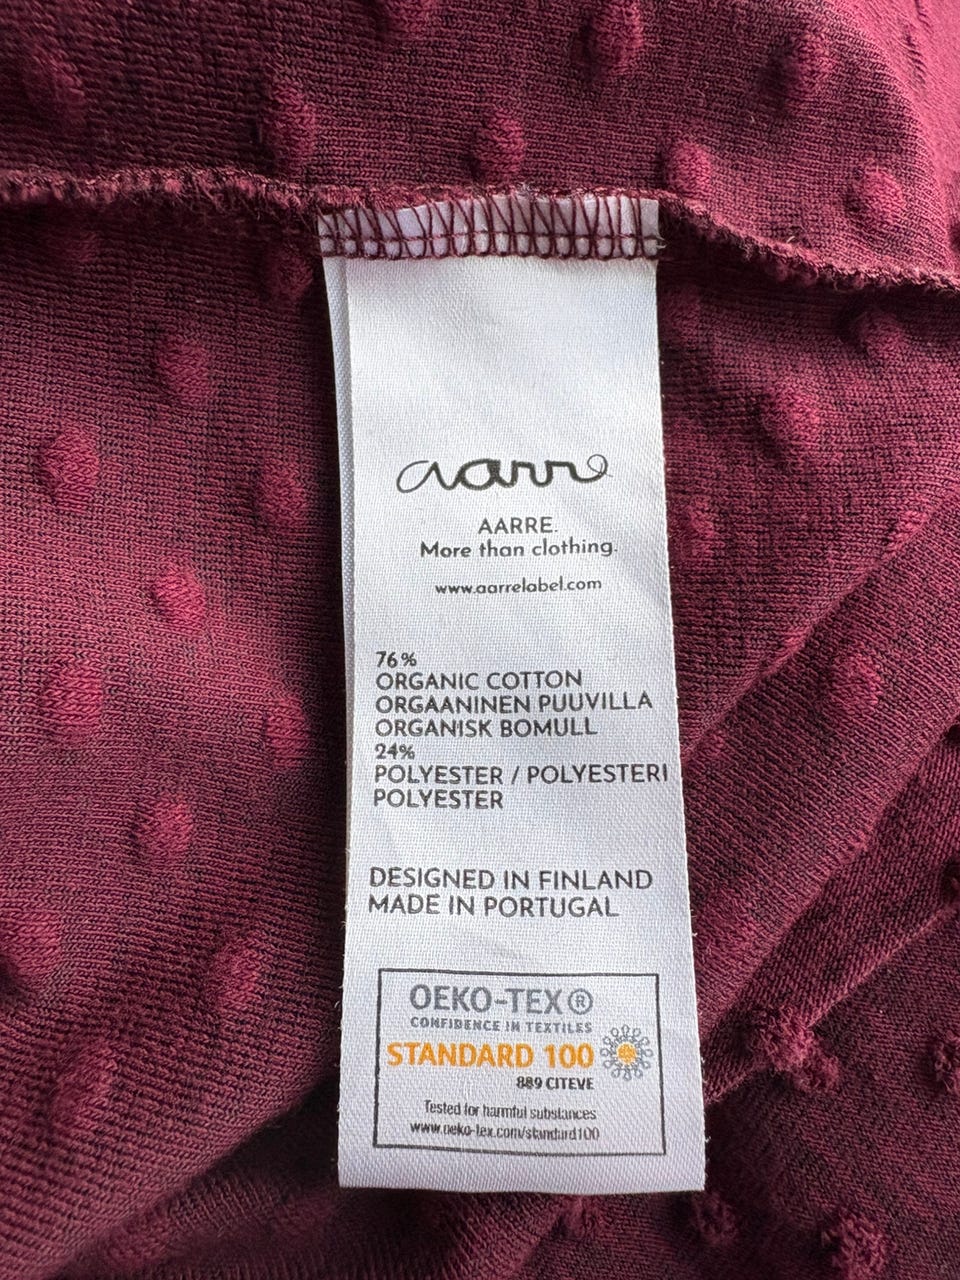 aarre
AARRE.
More than clothing.
www.aarrelabel.com
76%
ORGANIC COTTON
ORGAANINEN PUUVILLA
ORGANISK BOMULL
24%
POLYESTER / POLYESTERI
POLYESTER
DESIGNED IN FINLAND
MADE IN PORTUGAL
OEKO-TEX®
CONFIDENCE IN TEXTILES
STANDARD 100
889 CITEVE
Tested for harmful substances
www.oeko-tex.com/standard100